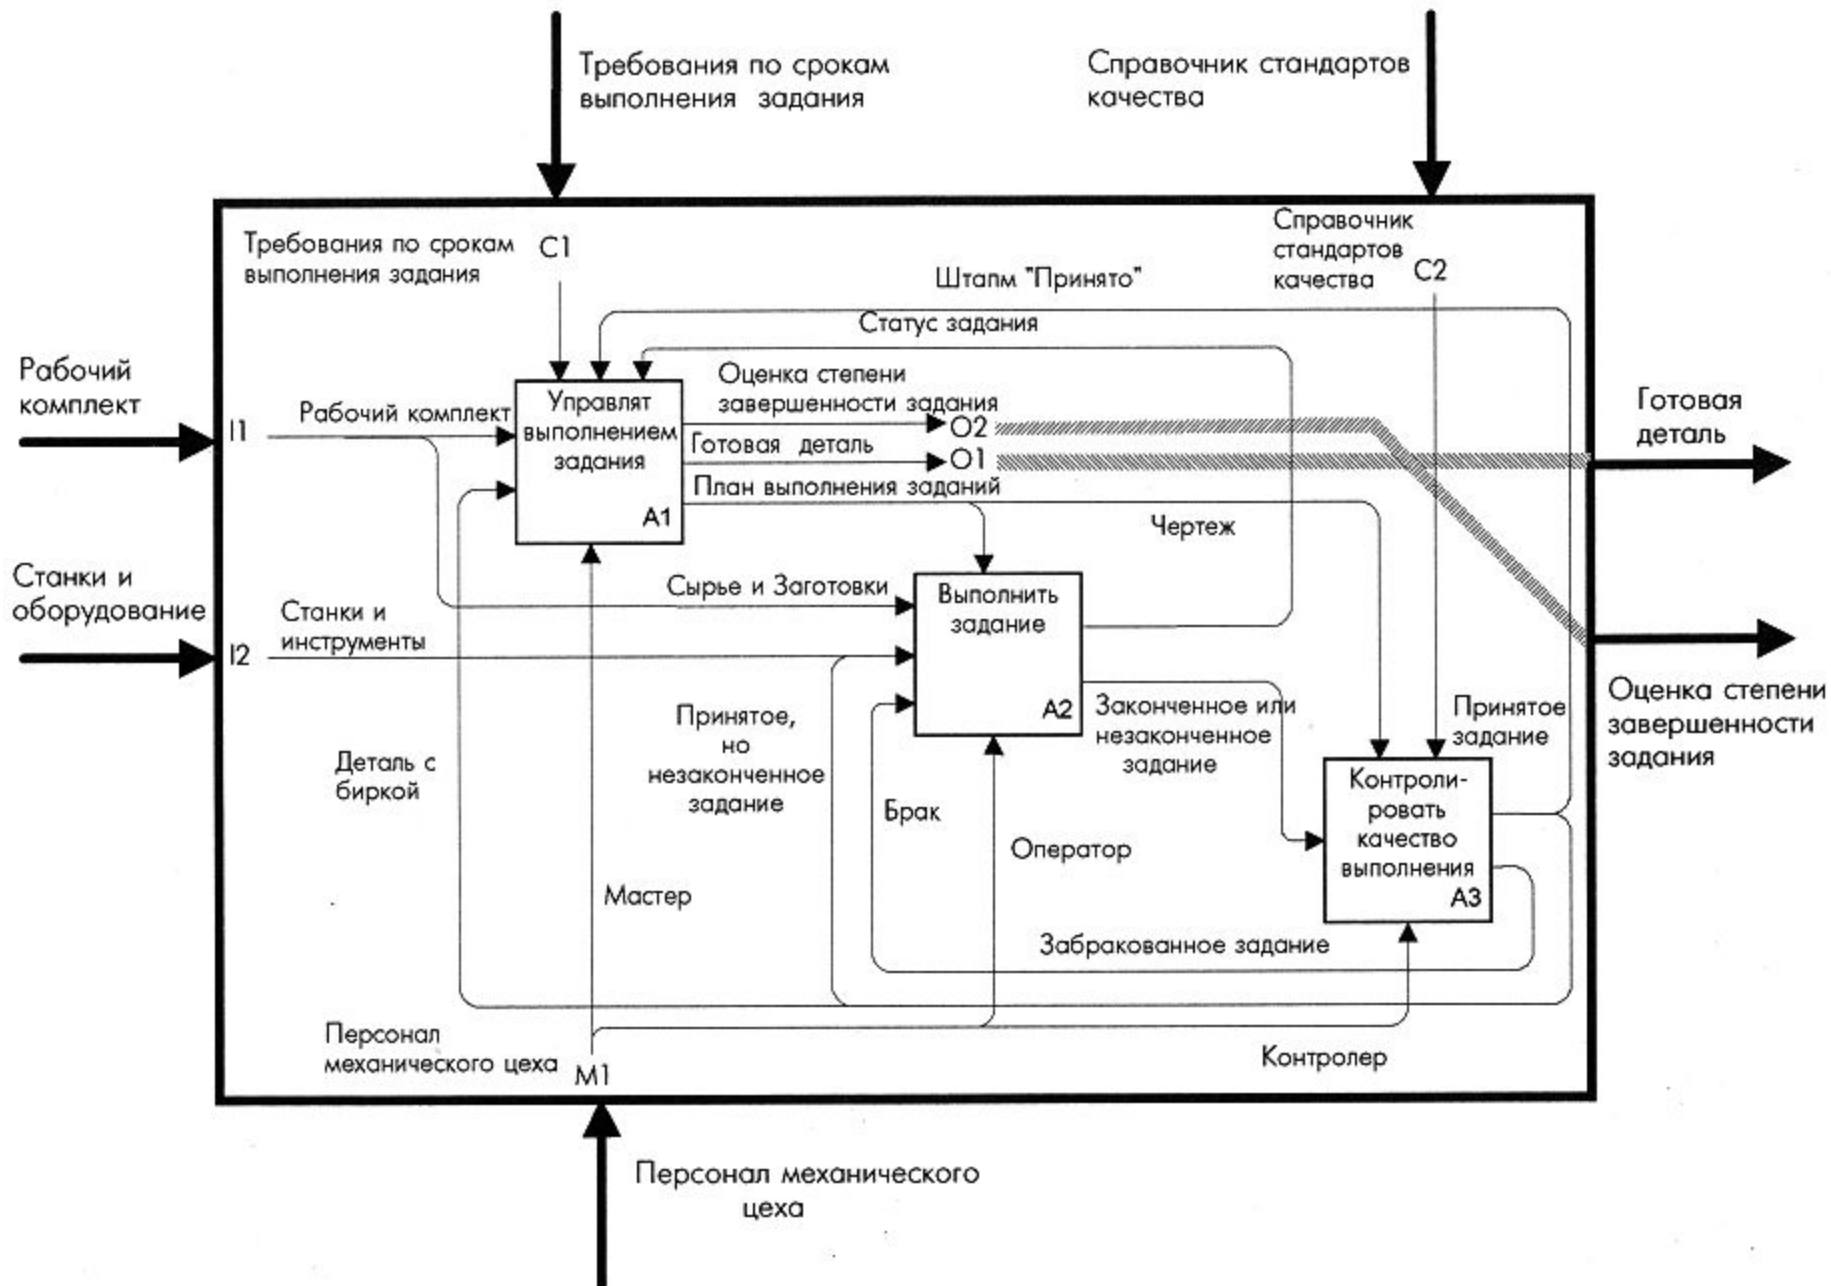 Требования по срокам
выполнения задания
Справочник стандартов
качества
Требования по срокам
выполнения задания
C1
Справочник
стандартов
качества
C2
Штапм "Принято"
Статус задания
Рабочий
комплект
I1
Рабочий комплект
Управлят
выполнением
задания
A1
Оценка степени
завершенности задания
O2
Готовая деталь
O1
План выполнения заданий
Готовая
деталь
Чертеж
Станки и
оборудование
I2
Станки и
инструменты
Сырье и Заготовки
Выполнить
задание
A2
Оценка степени
завершенности
задания
Принятое,
но
незаконченное
задание
Законченное или
незаконченное
задание
Принятое
задание
Деталь с
биркой
Брак
Оператор
Контроли-
ровать
качество
выполнения
A3
Мастер
Забракованное задание
Персонал
механического цеха
M1
Контролер
Персонал механического
цеха